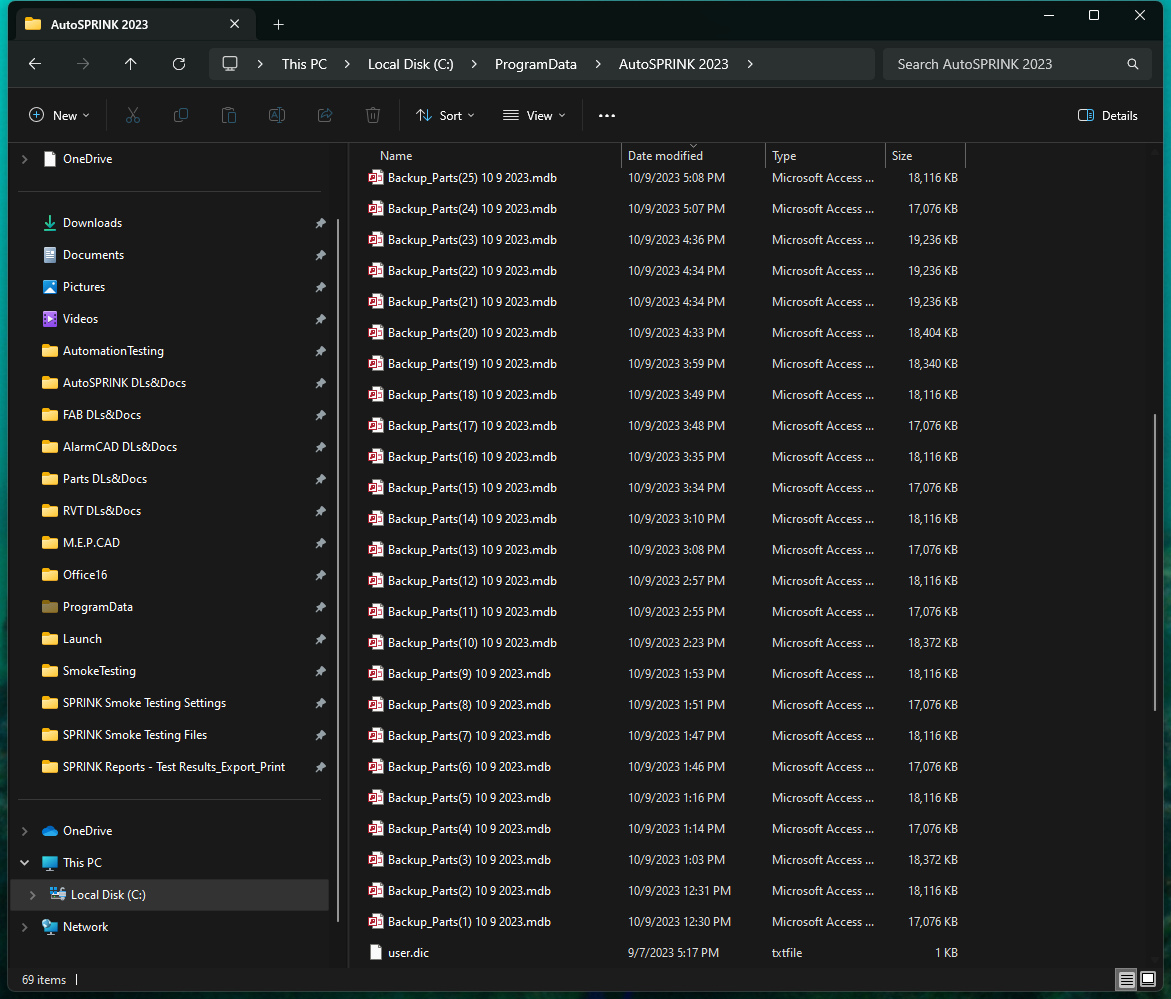 AutoSPRINK 2023
This PC > Local Disk (C:) > ProgramData > AutoSPRINK 2023 >
Search AutoSPRINK 2023
New
Sort
View
Details
OneDrive
Downloads
Documents
Pictures
Videos
AutomationTesting
AutoSPRINK DLs&Docs
FAB DLs&Docs
AlarmCAD DLs&Docs
Parts DLs&Docs
RVT DLs&Docs
M.E.P.CAD
Office16
ProgramData
Launch
SmokeTesting
SPRINK Smoke Testing Settings
SPRINK Smoke Testing Files
SPRINK Reports - Test Results_Export_Print
OneDrive
This PC
Local Disk (C:)
Network
Name Date modified Type Size
Backup_Parts(25) 10 9 2023.mdb 10/9/2023 5:08 PM Microsoft Access ... 18,116 KB
Backup_Parts(24) 10 9 2023.mdb 10/9/2023 5:07 PM Microsoft Access ... 17,076 KB
Backup_Parts(23) 10 9 2023.mdb 10/9/2023 4:36 PM Microsoft Access ... 19,236 KB
Backup_Parts(22) 10 9 2023.mdb 10/9/2023 4:34 PM Microsoft Access ... 19,236 KB
Backup_Parts(21) 10 9 2023.mdb 10/9/2023 4:34 PM Microsoft Access ... 19,236 KB
Backup_Parts(20) 10 9 2023.mdb 10/9/2023 4:33 PM Microsoft Access ... 18,404 KB
Backup_Parts(19) 10 9 2023.mdb 10/9/2023 3:59 PM Microsoft Access ... 18,340 KB
Backup_Parts(18) 10 9 2023.mdb 10/9/2023 3:49 PM Microsoft Access ... 18,116 KB
Backup_Parts(17) 10 9 2023.mdb 10/9/2023 3:48 PM Microsoft Access ... 17,076 KB
Backup_Parts(16) 10 9 2023.mdb 10/9/2023 3:35 PM Microsoft Access ... 18,116 KB
Backup_Parts(15) 10 9 2023.mdb 10/9/2023 3:34 PM Microsoft Access ... 17,076 KB
Backup_Parts(14) 10 9 2023.mdb 10/9/2023 3:10 PM Microsoft Access ... 18,116 KB
Backup_Parts(13) 10 9 2023.mdb 10/9/2023 3:08 PM Microsoft Access ... 17,076 KB
Backup_Parts(12) 10 9 2023.mdb 10/9/2023 2:57 PM Microsoft Access ... 18,116 KB
Backup_Parts(11) 10 9 2023.mdb 10/9/2023 2:55 PM Microsoft Access ... 17,076 KB
Backup_Parts(10) 10 9 2023.mdb 10/9/2023 2:23 PM Microsoft Access ... 18,372 KB
Backup_Parts(9) 10 9 2023.mdb 10/9/2023 1:53 PM Microsoft Access ... 18,116 KB
Backup_Parts(8) 10 9 2023.mdb 10/9/2023 1:51 PM Microsoft Access ... 17,076 KB
Backup_Parts(7) 10 9 2023.mdb 10/9/2023 1:47 PM Microsoft Access ... 18,116 KB
Backup_Parts(6) 10 9 2023.mdb 10/9/2023 1:46 PM Microsoft Access ... 17,076 KB
Backup_Parts(5) 10 9 2023.mdb 10/9/2023 1:16 PM Microsoft Access ... 18,116 KB
Backup_Parts(4) 10 9 2023.mdb 10/9/2023 1:14 PM Microsoft Access ... 17,076 KB
Backup_Parts(3) 10 9 2023.mdb 10/9/2023 1:03 PM Microsoft Access ... 18,372 KB
Backup_Parts(2) 10 9 2023.mdb 10/9/2023 12:31 PM Microsoft Access ... 18,116 KB
Backup_Parts(1) 10 9 2023.mdb 10/9/2023 12:30 PM Microsoft Access ... 17,076 KB
user.dic 9/7/2023 5:17 PM txtfile 1 KB
69 items